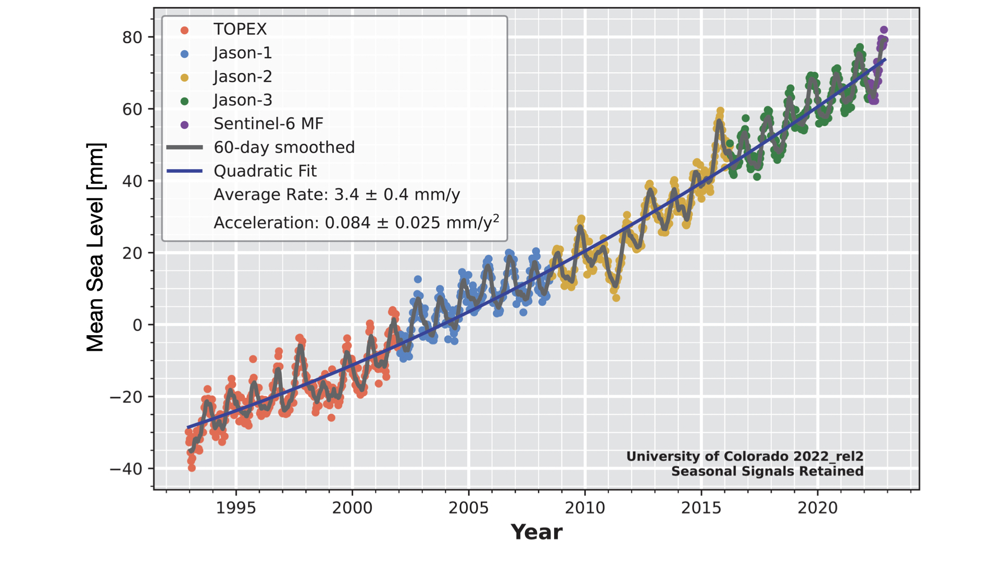 TOPEX
Jason-1
Jason-2
Jason-3
Sentinel-6 MF
60-day smoothed
Quadratic Fit
Average Rate: 3.4 ± 0.4 mm/y
Acceleration: 0.084 ± 0.025 mm/y²
80
60
40
20
0
−20
−40
Mean Sea Level [mm]
University of Colorado 2022_rel2
Seasonal Signals Retained
1995 2000 2005 2010 2015 2020
Year